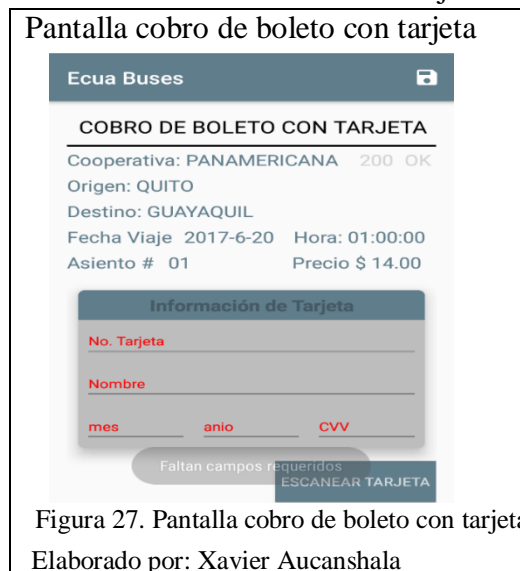 Pantalla cobro de boleto con tarjeta
Ecua Buses
COBRO DE BOLETO CON TARJETA
Cooperativa: PANAMERICANA 200 OK
Origen: QUITO
Destino: GUAYAQUIL
Fecha Viaje 2017-6-20 Hora: 01:00:00
Asiento # 01 Precio $ 14.00
Información de Tarjeta
No. Tarjeta
Nombre
mes anio CVV
Faltan campos requeridos
ESCANEAR TARJETA
Figura 27. Pantalla cobro de boleto con tarjeta
Elaborado por: Xavier Aucanshala